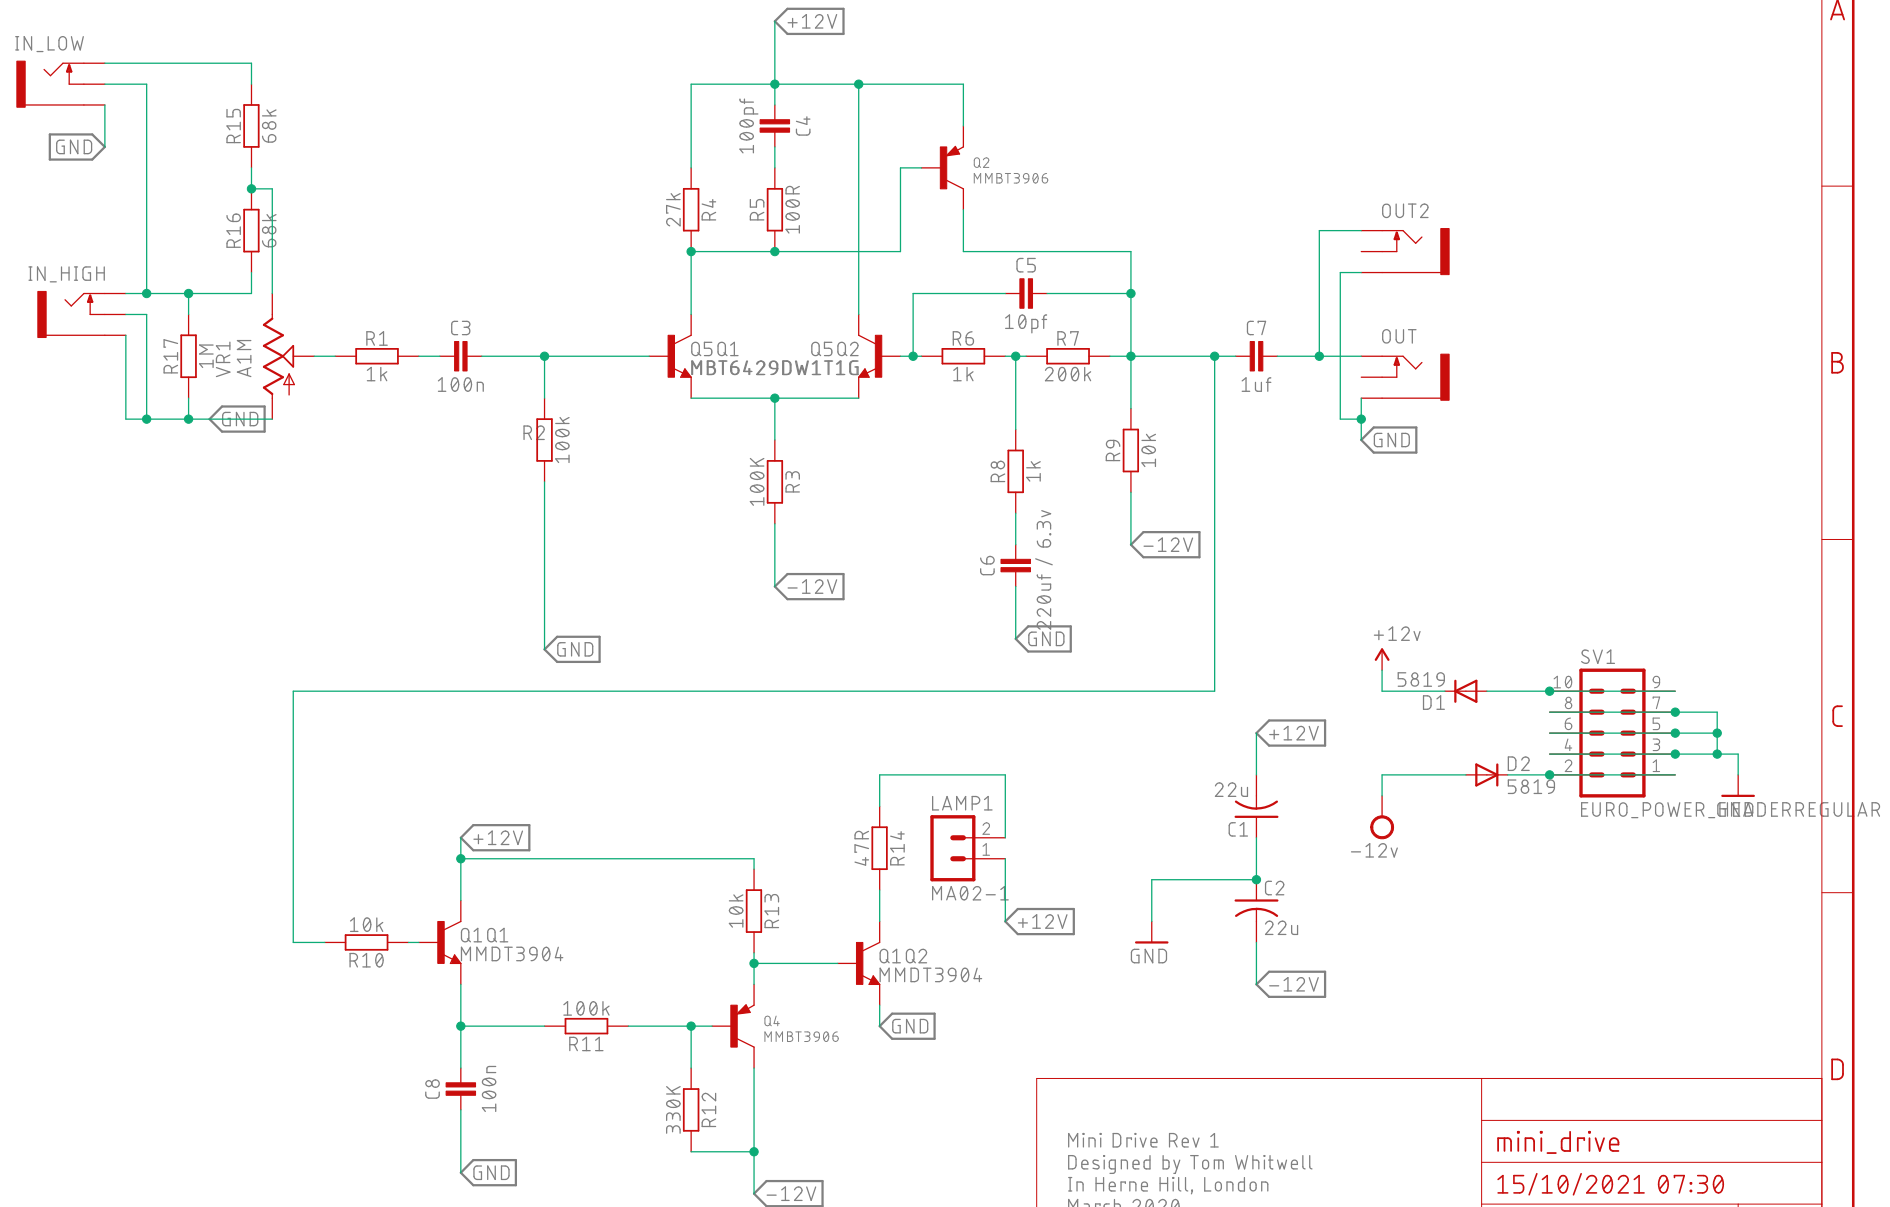 A
+12V
IN_LOW
GND
R15
68k
100pf
C4
Q2
MMBT3906
27k
R4
R5
100R
R16
68k
OUT2
IN_HIGH
C5
10pf
R17
1M
VR1
A1M
R1
1k
C3
100n
Q5Q1
Q5Q2
MBT6429DW1T1G
R6
1k
R7
200k
C7
1uf
OUT
B
GND
GND
R2
100k
100K
R3
R8
1k
R9
10k
-12V
-12V
C6
220uf / 6.3v
GND
GND
+12v
5819
D1
SV1
10
9
8
7
6
5
4
3
2
1
D2
5819
EURO_POWER_HEADERREGULAR
GND
-12v
C
+12V
22u
C1
C2
22u
GND
-12V
LAMP1
2
1
MA02-1
+12V
47R
R14
+12V
10k
R13
10k
R10
Q1Q1
MMDT3904
Q1Q2
MMDT3904
GND
100k
R11
Q4
MMBT3906
C8
100n
330K
R12
GND
-12V
D
Mini Drive Rev 1
Designed by Tom Whitwell
In Herne Hill, London
March 2020
mini_drive
15/10/2021 07:30